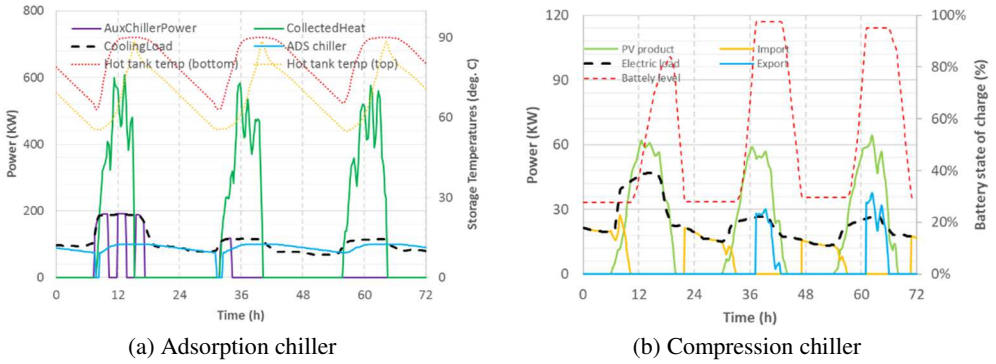 AuxChillerPower
CollectedHeat
CoolingLoad
ADS chiller
Hot tank temp (bottom)
Hot tank temp (top)
Power (KW)
800
600
400
200
0
Storage Temperatures (deg. C)
90
60
30
0
0 12 24 36 48 60 72
Time (h)
(a) Adsorption chiller
PV product
Import
Electric load
Export
Battely level
Power (KW)
120
90
60
30
0
Battery state of charge (%)
100%
80%
60%
40%
20%
0%
0 12 24 36 48 60 72
Time (h)
(b) Compression chiller